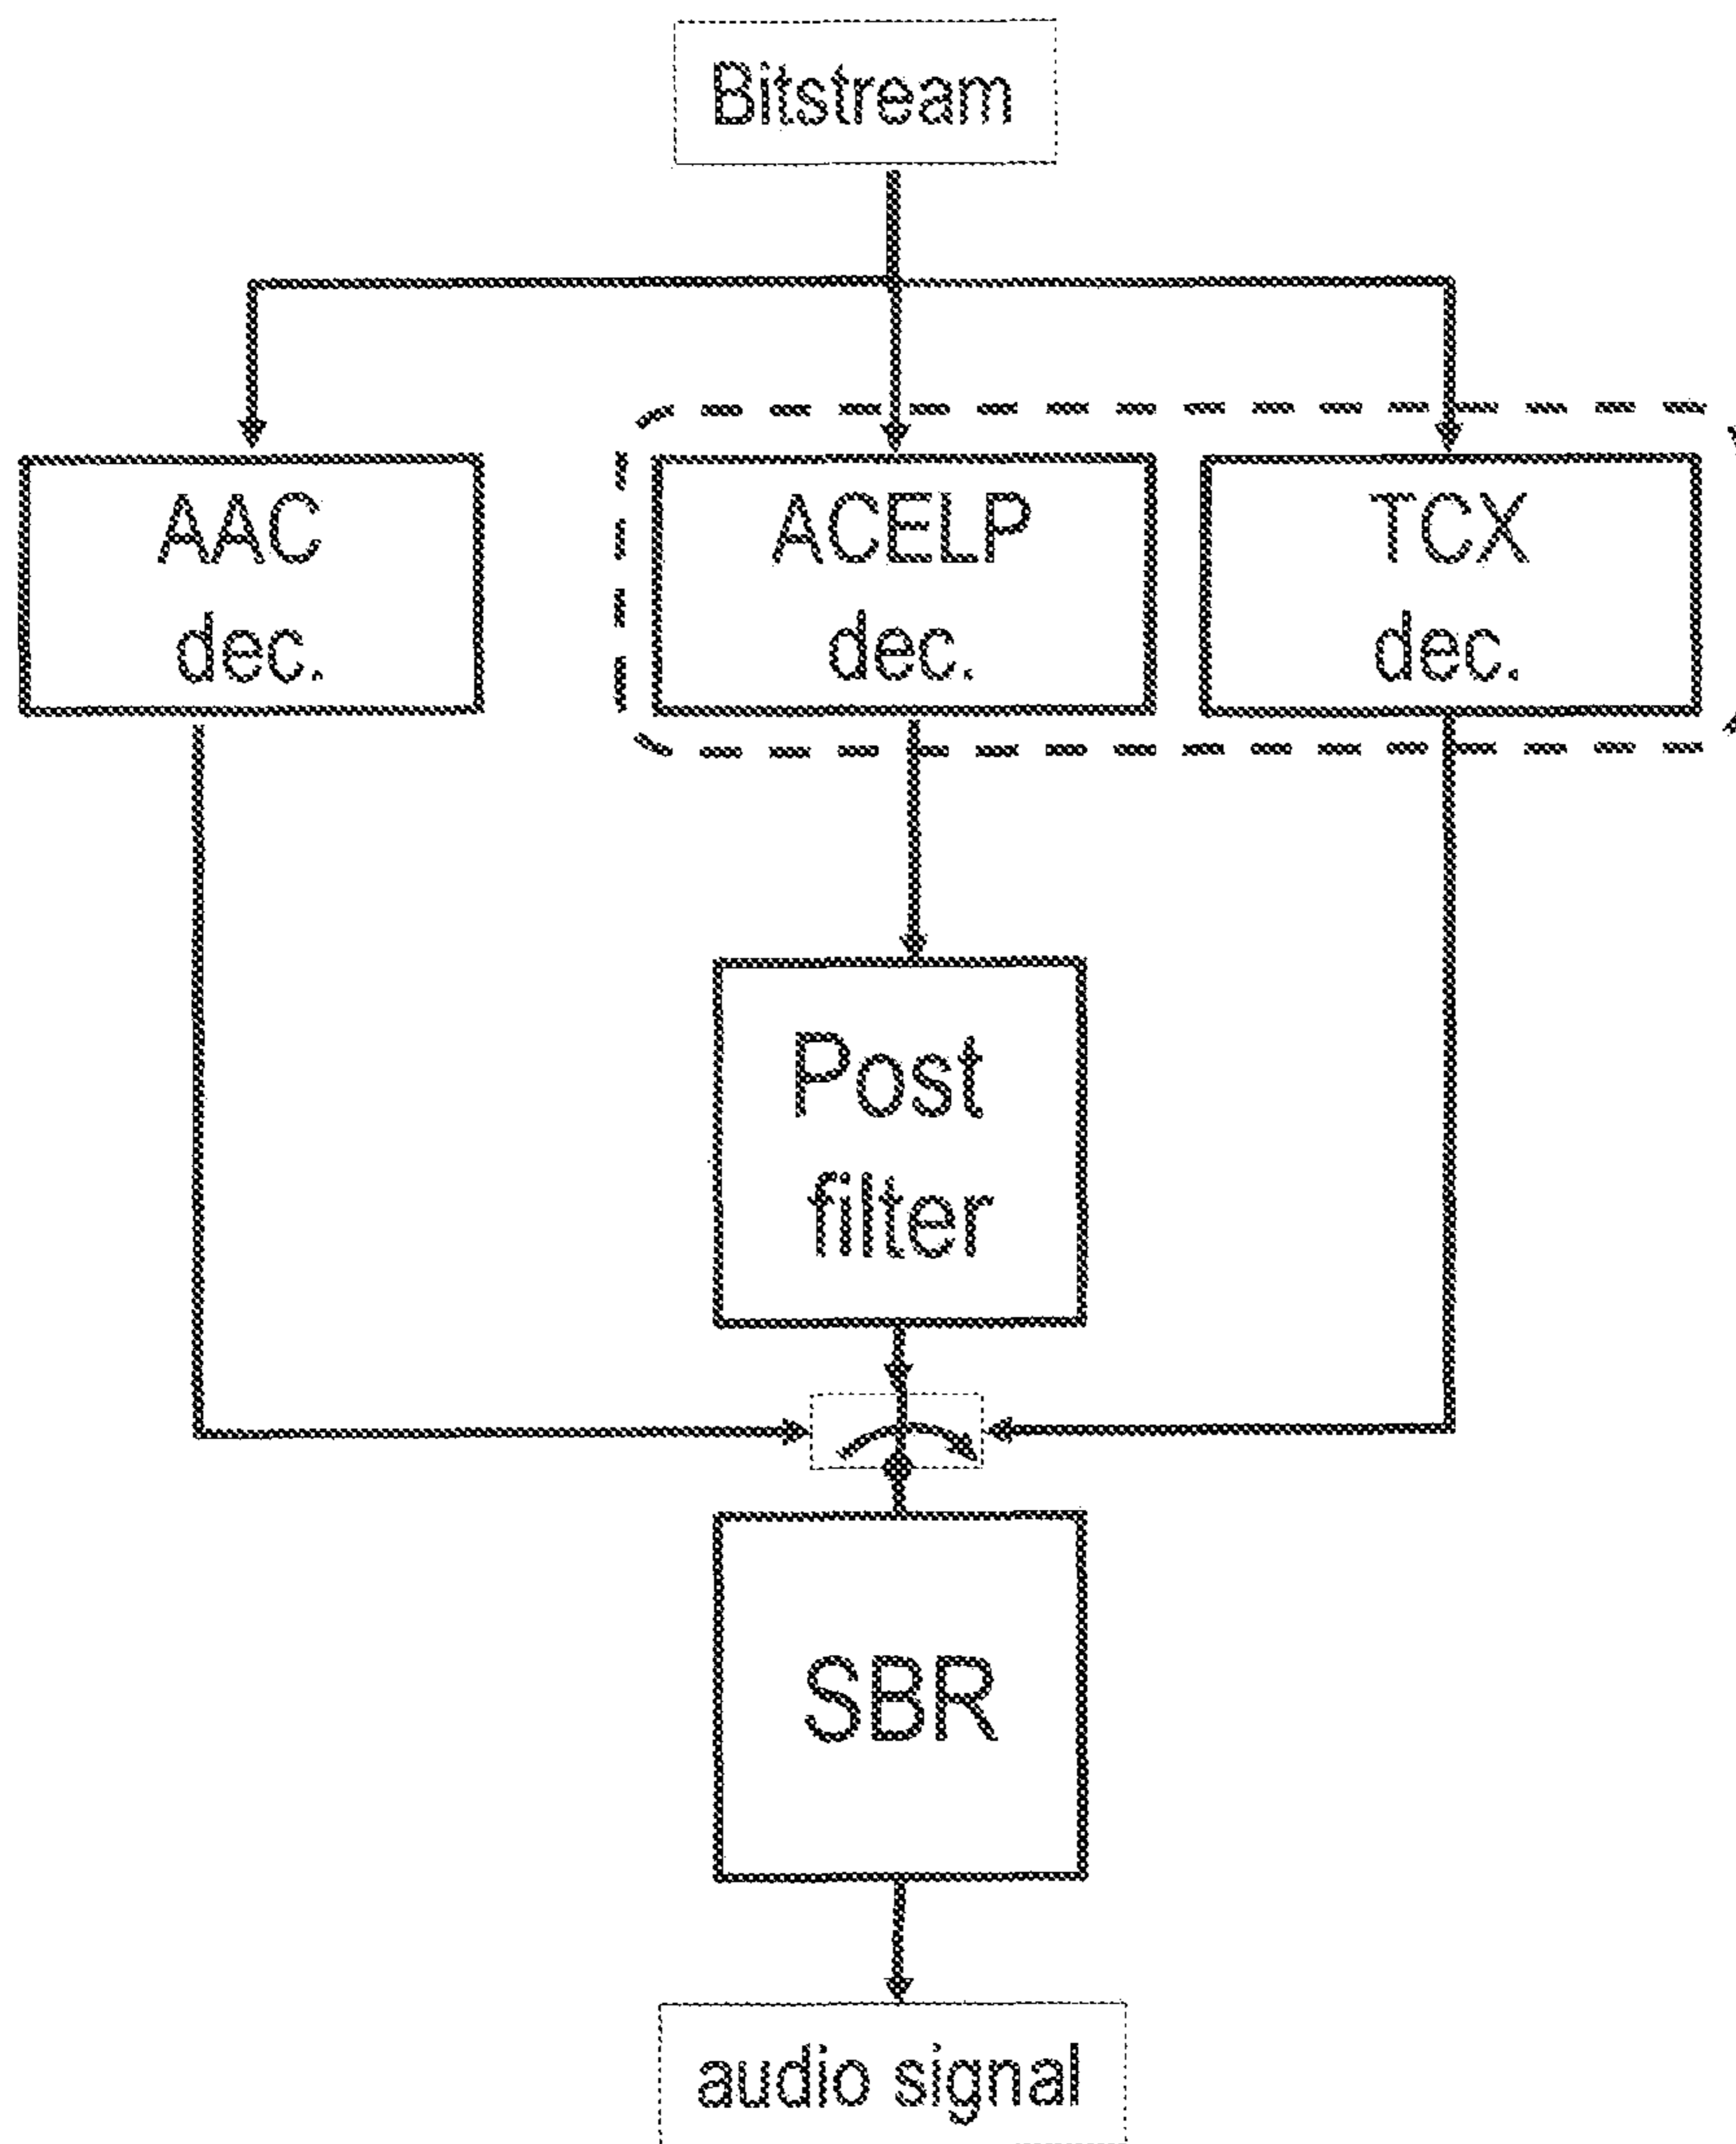 Bitstream
AAC
dec.
ACELP
dec.
TCX
dec.
Post
filter
SBR
audio signal